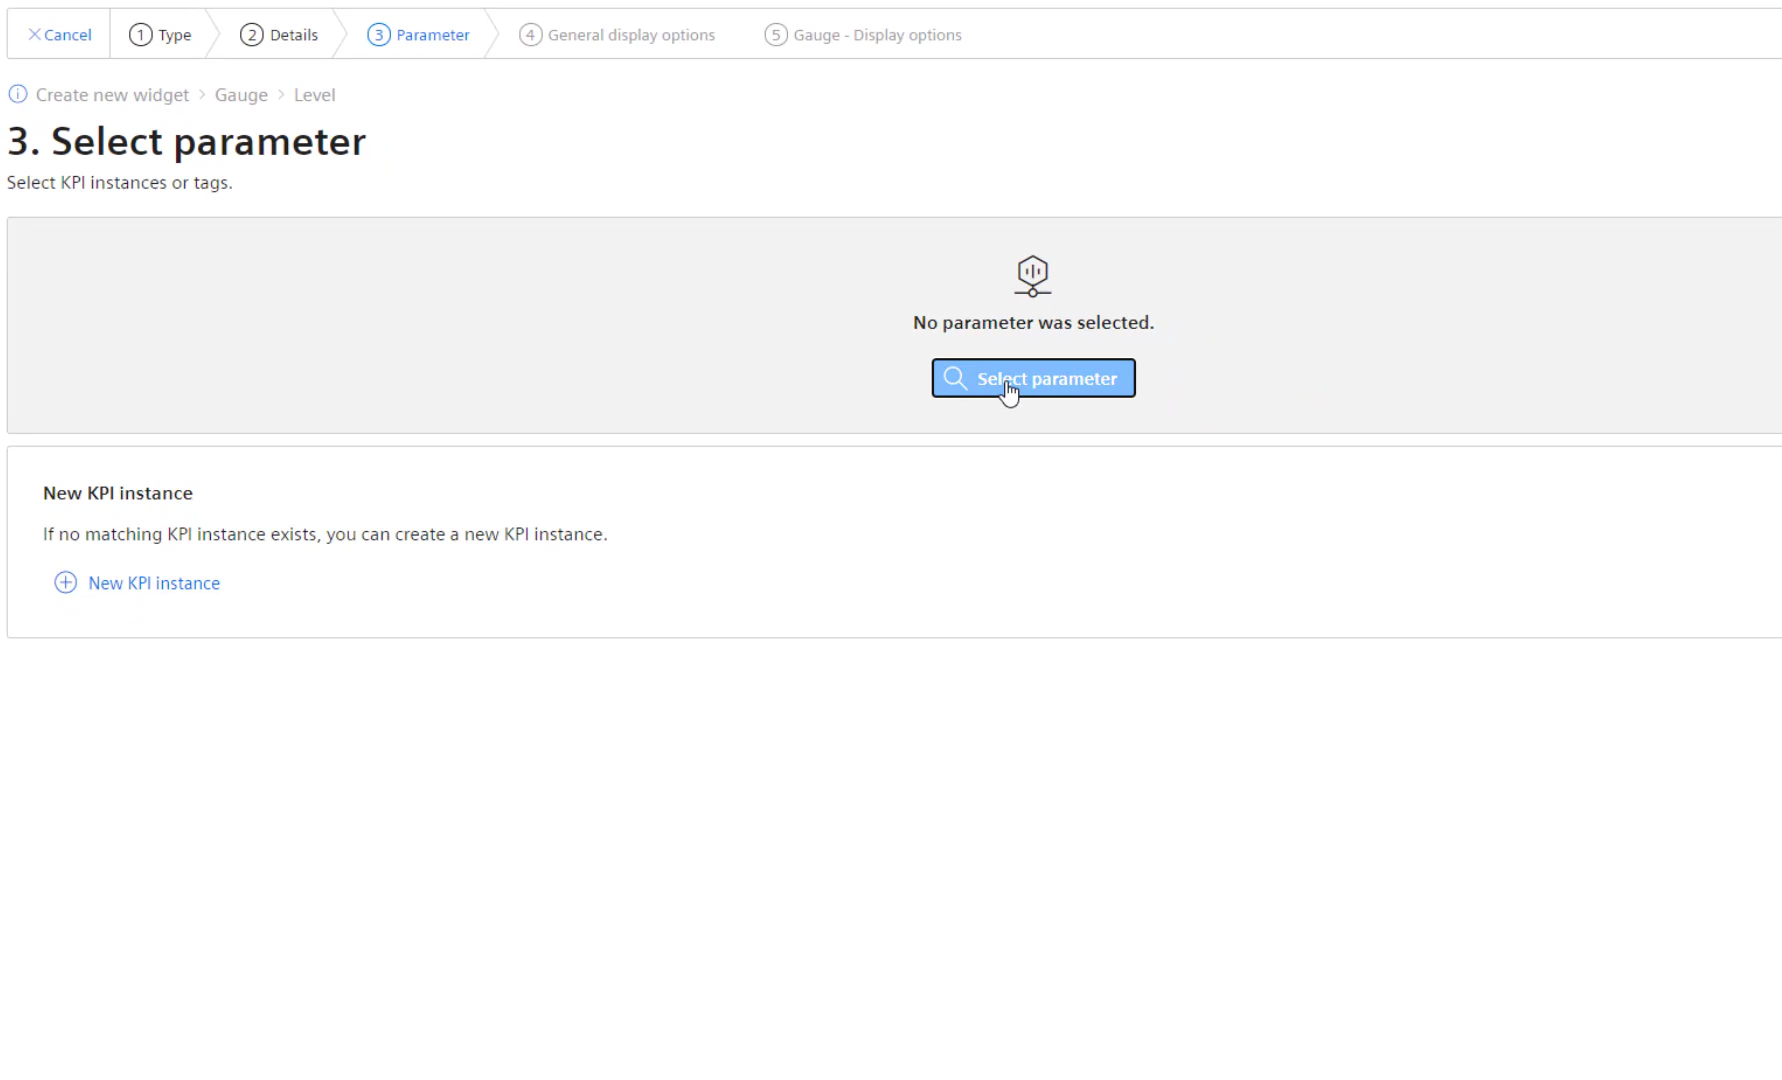 Cancel 1 Type 2 Details 3 Parameter 4 General display options 5 Gauge - Display options
Create new widget > Gauge > Level
3. Select parameter
Select KPI instances or tags.
No parameter was selected.
Select parameter
New KPI instance
If no matching KPI instance exists, you can create a new KPI instance.
New KPI instance